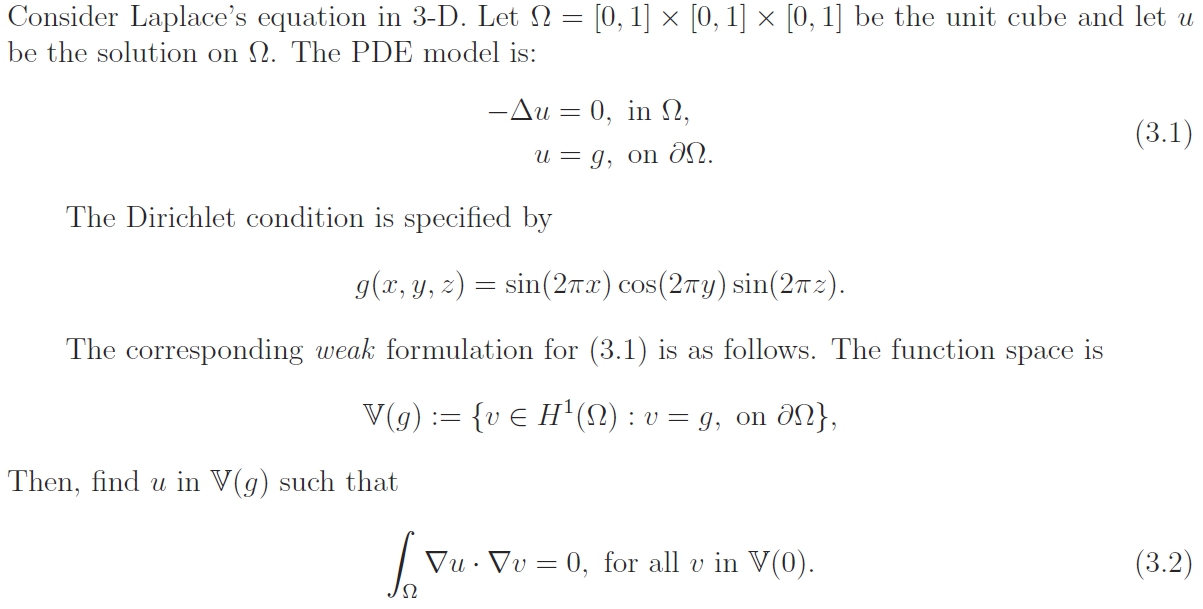 Consider Laplace's equation in 3-D. Let Ω = [0, 1] × [0, 1] × [0, 1] be the unit cube and let u
be the solution on Ω. The PDE model is:
−Δu = 0, in Ω,
u = g, on ∂Ω.
(3.1)
The Dirichlet condition is specified by
g(x, y, z) = sin(2πx) cos(2πy) sin(2πz).
The corresponding weak formulation for (3.1) is as follows. The function space is
𝕍(g) := {v ∈ H¹(Ω) : v = g, on ∂Ω},
Then, find u in 𝕍(g) such that
∫_Ω ∇u · ∇v = 0, for all v in 𝕍(0). (3.2)